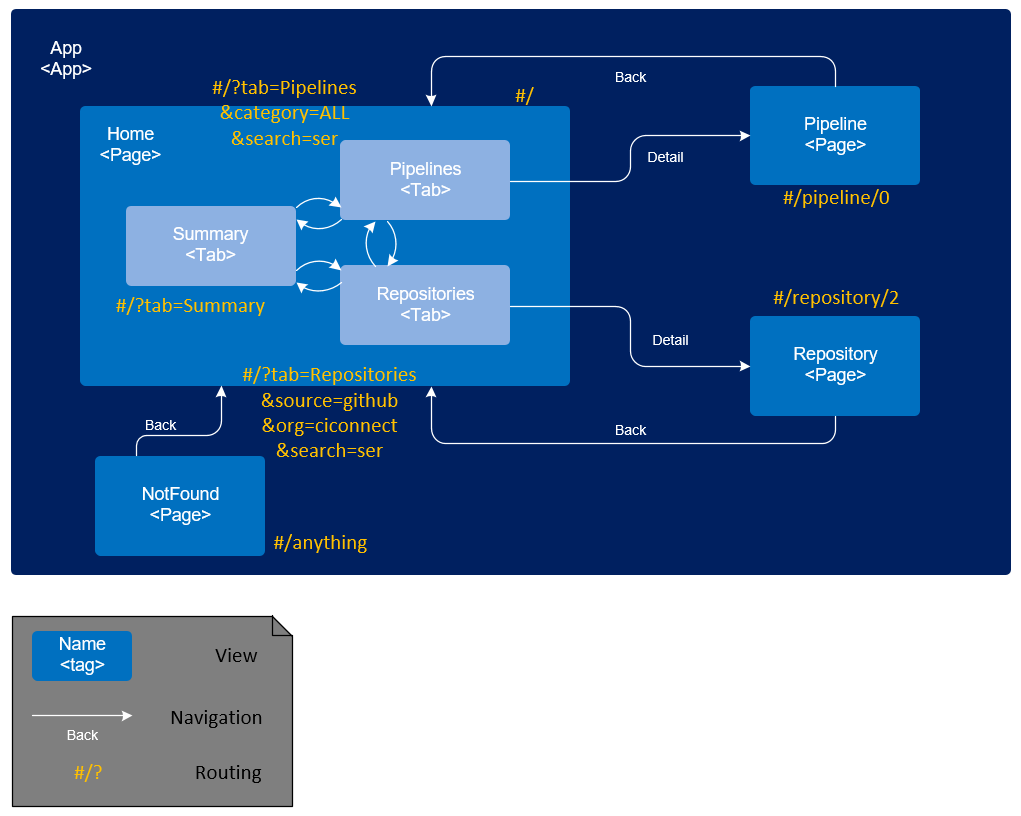 App
<App>
#/?tab=Pipelines
&category=ALL
&search=ser
#/
Back
Home
<Page>
Pipelines
<Tab>
Detail
Pipeline
<Page>
#/pipeline/0
Summary
<Tab>
#/?tab=Summary
Repositories
<Tab>
Detail
#/repository/2
Repository
<Page>
#/?tab=Repositories
&source=github
&org=ciconnect
&search=ser
Back
Back
NotFound
<Page>
#/anything
Name
<tag>
View
Back
Navigation
#/?
Routing